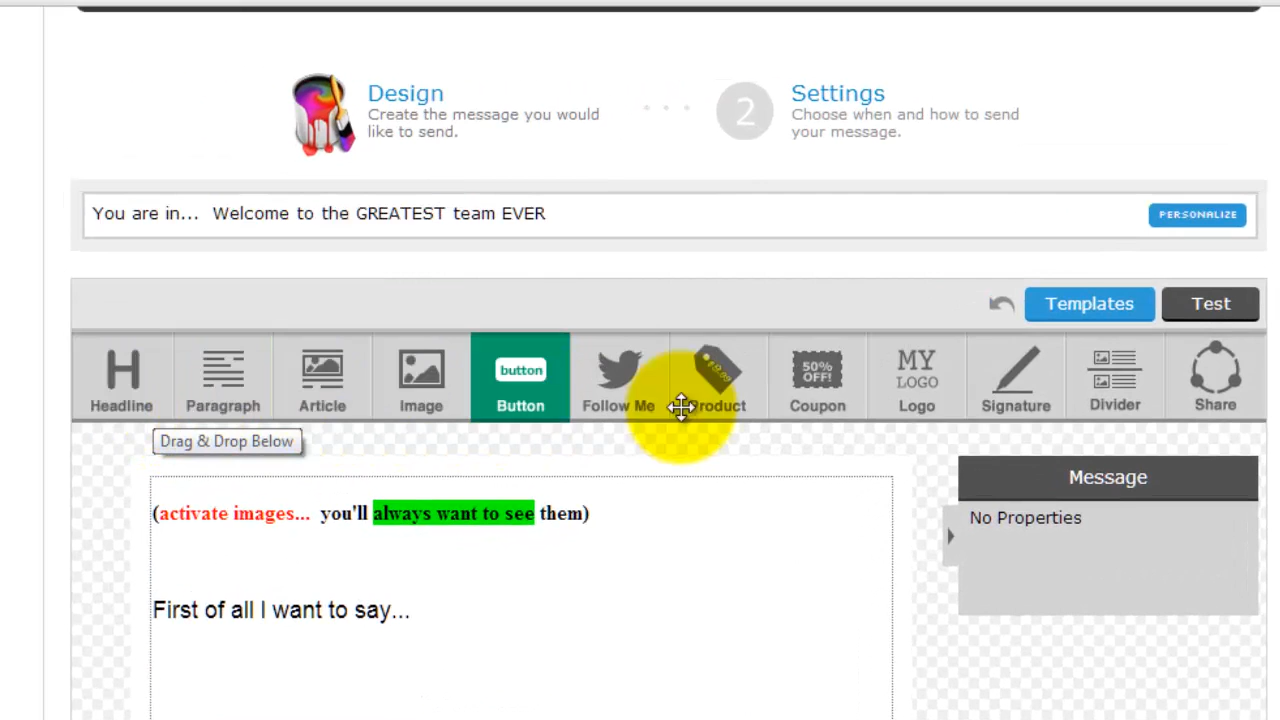 Design
Create the message you would
like to send.
2
Settings
Choose when and how to send
your message.
You are in... Welcome to the GREATEST team EVER
PERSONALIZE
Templates
Test
H
Headline
Paragraph
Article
Image
button
Button
Follow Me
$19.99
Product
50%
OFF!
Coupon
MY
LOGO
Logo
Signature
Divider
Share
Drag & Drop Below
(activate images... you'll always want to see them)
First of all I want to say...
Message
No Properties